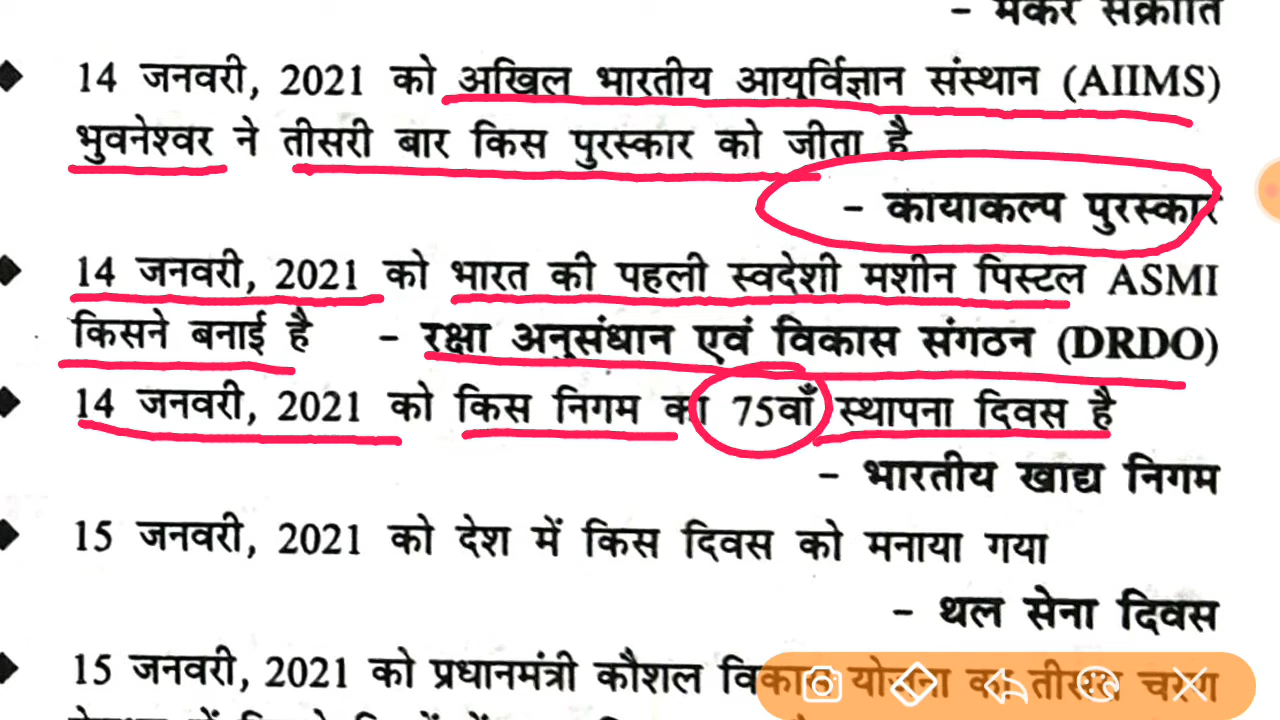 - मकर संक्रांति
14 जनवरी, 2021 को अखिल भारतीय आयुर्विज्ञान संस्थान (AIIMS)
भुवनेश्वर ने तीसरी बार किस पुरस्कार को जीता है
- कायाकल्प पुरस्कार
14 जनवरी, 2021 को भारत की पहली स्वदेशी मशीन पिस्टल ASMI
किसने बनाई है - रक्षा अनुसंधान एवं विकास संगठन (DRDO)
14 जनवरी, 2021 को किस निगम का 75वाँ स्थापना दिवस है
- भारतीय खाद्य निगम
15 जनवरी, 2021 को देश में किस दिवस को मनाया गया
- थल सेना दिवस
15 जनवरी, 2021 को प्रधानमंत्री कौशल विकास योजना का तीसरा चरण